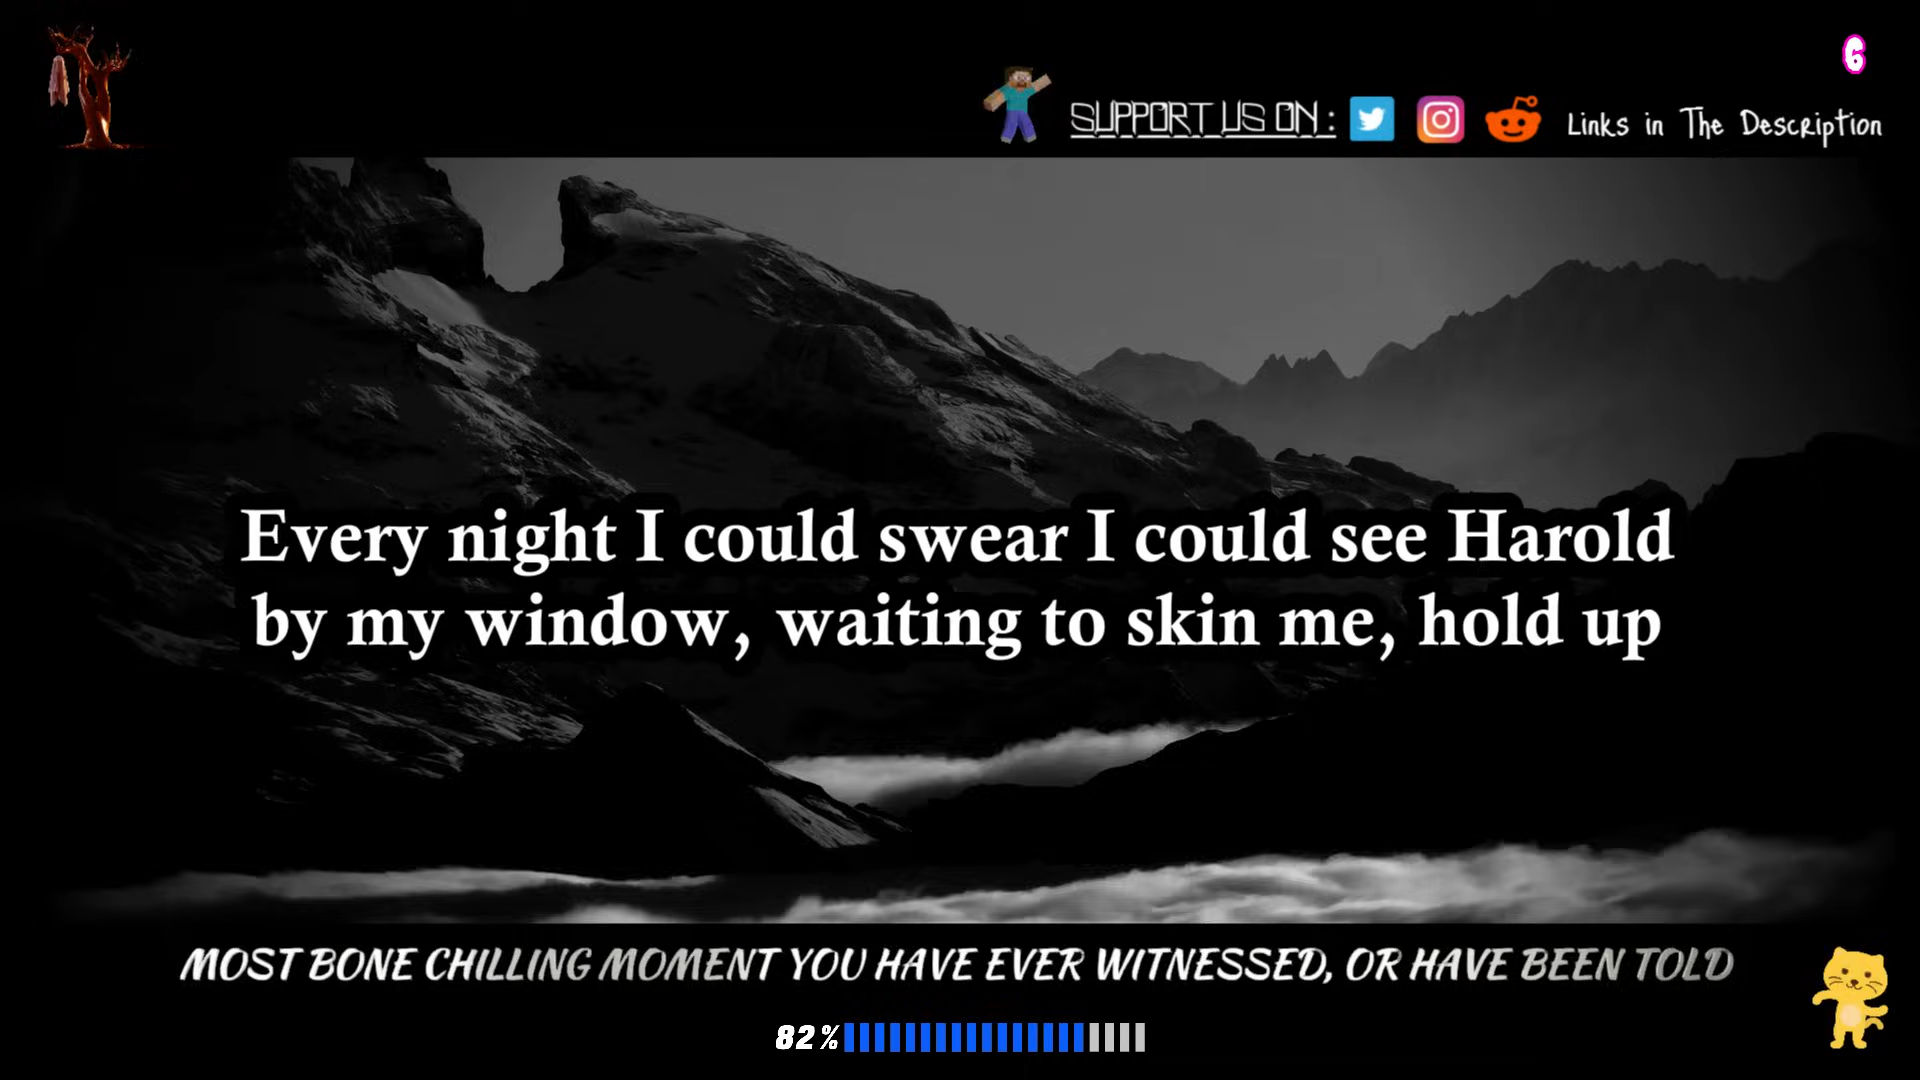 6
SUPPORT US ON :
Links in The Description
Every night I could swear I could see Harold
by my window, waiting to skin me, hold up
MOST BONE CHILLING MOMENT YOU HAVE EVER WITNESSED, OR HAVE BEEN TOLD
82%